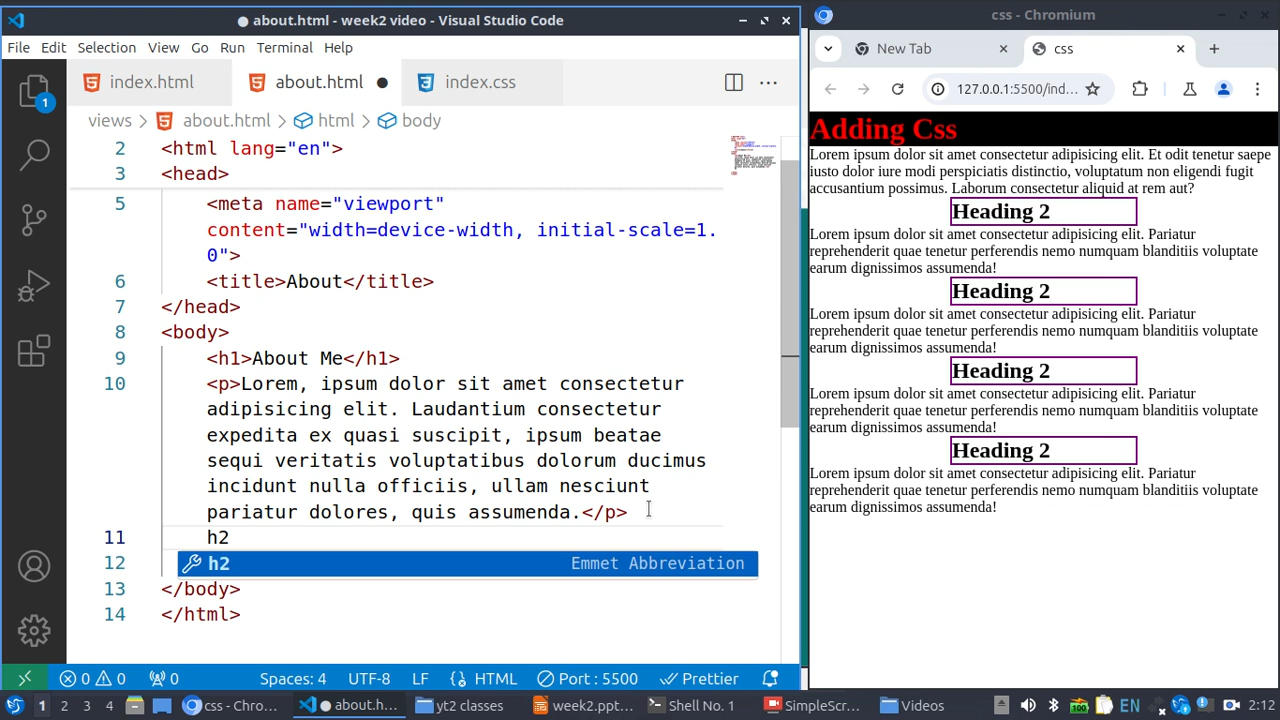 ● about.html - week2 video - Visual Studio Code
File Edit Selection View Go Run Terminal Help
index.html about.html ● index.css
views > about.html > html > body
2 <html lang="en">
3 <head>
5 <meta name="viewport"
content="width=device-width, initial-scale=1.
0">
6 <title>About</title>
7 </head>
8 <body>
9 <h1>About Me</h1>
10 <p>Lorem, ipsum dolor sit amet consectetur
adipisicing elit. Laudantium consectetur
expedita ex quasi suscipit, ipsum beatae
sequi veritatis voluptatibus dolorum ducimus
incidunt nulla officiis, ullam nesciunt
pariatur dolores, quis assumenda.</p>
11 h2
12 h2 Emmet Abbreviation
13 </body>
14 </html>
1
0 0 0 Spaces: 4 UTF-8 LF HTML Port : 5500 Prettier
css - Chromium
New Tab css
127.0.0.1:5500/ind...
Adding Css
Lorem ipsum dolor sit amet consectetur adipisicing elit. Et odit tenetur saepe
iusto dolor iure modi perspiciatis distinctio, voluptatum non eligendi fugit
accusantium possimus. Laborum consectetur aliquid at rem aut?
Heading 2
Lorem ipsum dolor sit amet consectetur adipisicing elit. Pariatur
reprehenderit quae tenetur perferendis nemo numquam blanditiis voluptate
earum dignissimos assumenda!
Heading 2
Lorem ipsum dolor sit amet consectetur adipisicing elit. Pariatur
reprehenderit quae tenetur perferendis nemo numquam blanditiis voluptate
earum dignissimos assumenda!
Heading 2
Lorem ipsum dolor sit amet consectetur adipisicing elit. Pariatur
reprehenderit quae tenetur perferendis nemo numquam blanditiis voluptate
earum dignissimos assumenda!
Heading 2
Lorem ipsum dolor sit amet consectetur adipisicing elit. Pariatur
reprehenderit quae tenetur perferendis nemo numquam blanditiis voluptate
earum dignissimos assumenda!
1 2 3 4 css - Chro... ● about.h... yt2 classes week2.ppt... Shell No. 1 SimpleScr... Videos 100 EN 2:12